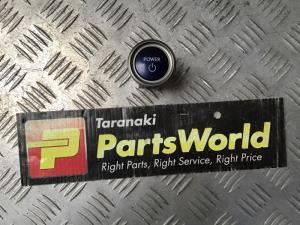 POWER
Taranaki
P PartsWorld
Right Parts, Right Service, Right Price